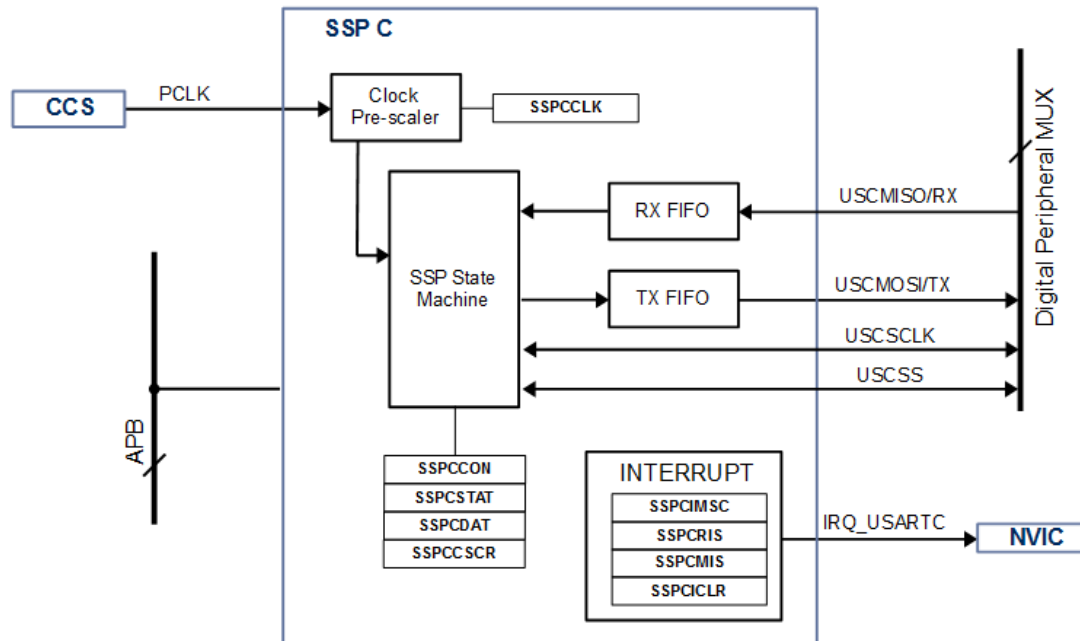 SSP C
CCS
PCLK
Clock
Pre-scaler
SSPCCLK
Digital Peripheral MUX
RX FIFO
USCMISO/RX
SSP State
Machine
TX FIFO
USCMOSI/TX
USCSCLK
USCSS
APB
SSPCCON
SSPCSTAT
SSPCDAT
SSPCCSCR
INTERRUPT
SSPCIMSC
SSPCRIS
SSPCMIS
SSPCICLR
IRQ_USARTC
NVIC